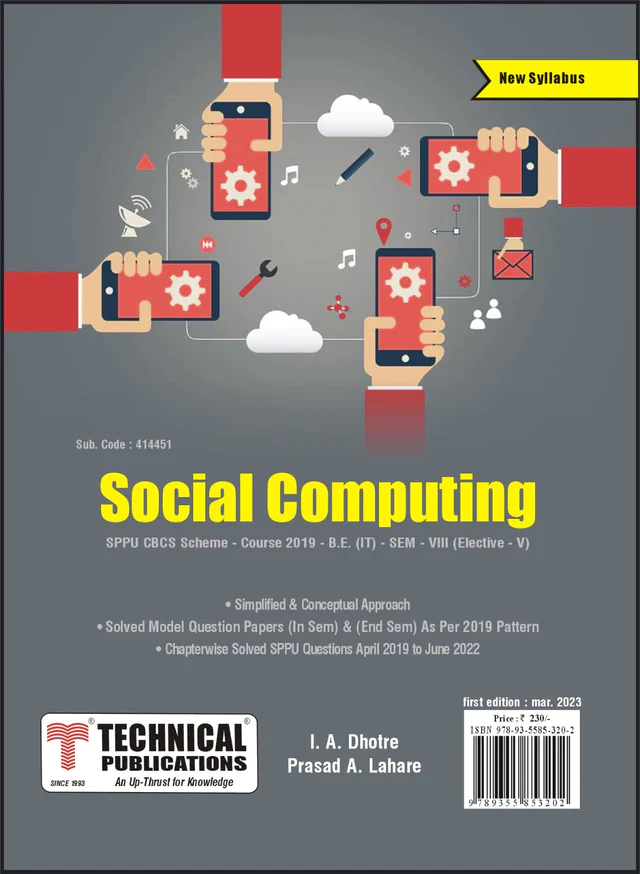 New Syllabus
Sub. Code : 414451
Social Computing
SPPU CBCS Scheme - Course 2019 - B.E. (IT) - SEM - VIII (Elective - V)
• Simplified & Conceptual Approach
• Solved Model Question Papers (In Sem) & (End Sem) As Per 2019 Pattern
• Chapterwise Solved SPPU Questions April 2019 to June 2022
first edition : mar. 2023
Price : ₹ 230/-
ISBN 978-93-5585-320-2
9 789355 853202
® ®
TECHNICAL
PUBLICATIONS
SINCE 1993 An Up-Thrust for Knowledge
I. A. Dhotre
Prasad A. Lahare